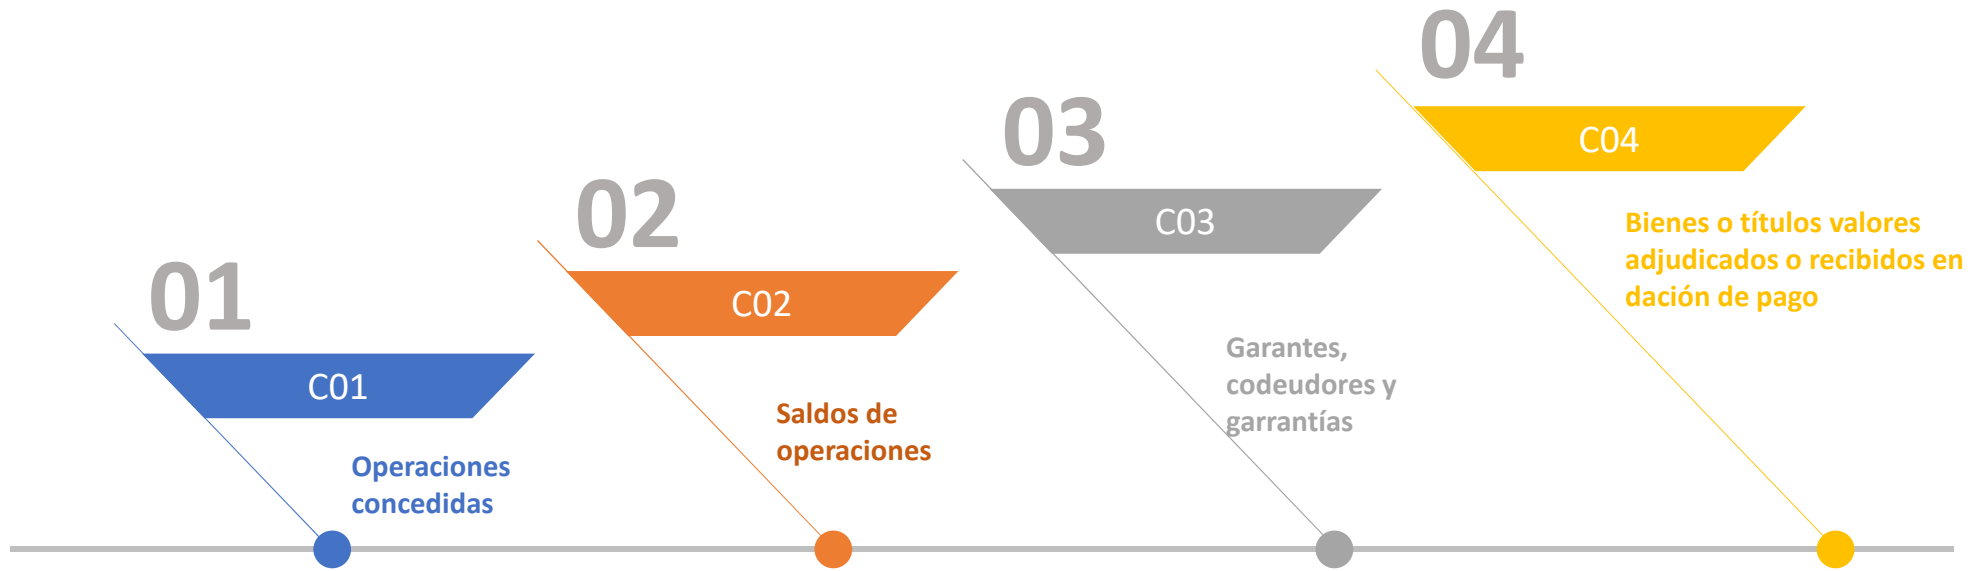 01
C01
Operaciones
concedidas
02
C02
Saldos de
operaciones
03
C03
Garantes,
codeudores y
garrantías
04
C04
Bienes o títulos valores
adjudicados o recibidos en
dación de pago